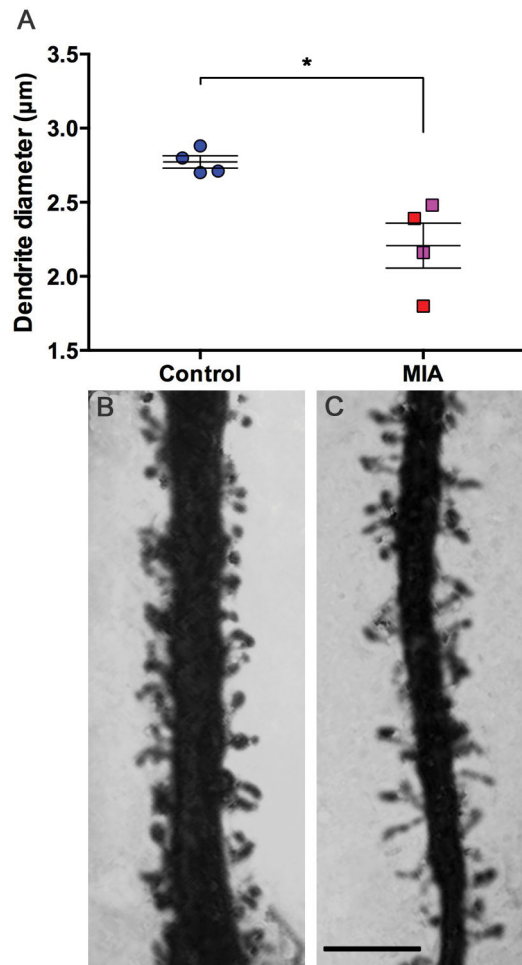 A
Dendrite diameter (µm)
3.5
3.0
2.5
2.0
1.5
*
Control
MIA
B
C